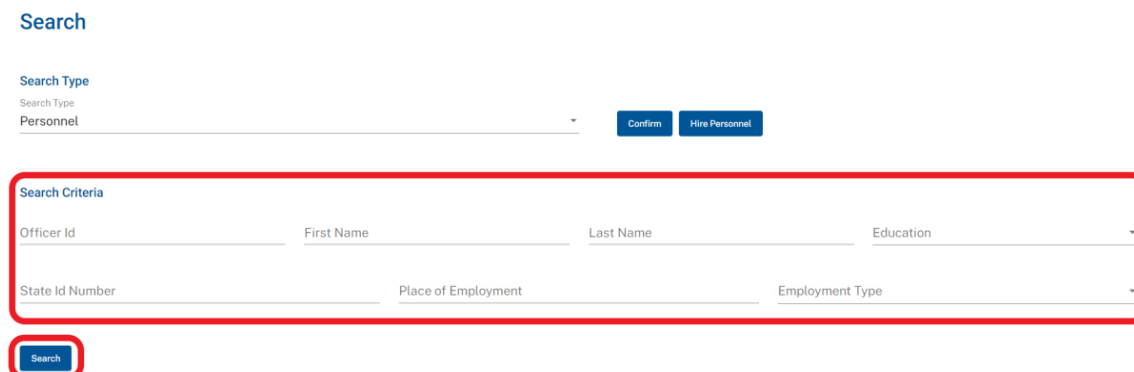 Search
Search Type
Search Type
Personnel
Confirm Hire Personnel
Search Criteria
Officer Id First Name Last Name Education
State Id Number Place of Employment Employment Type
Search